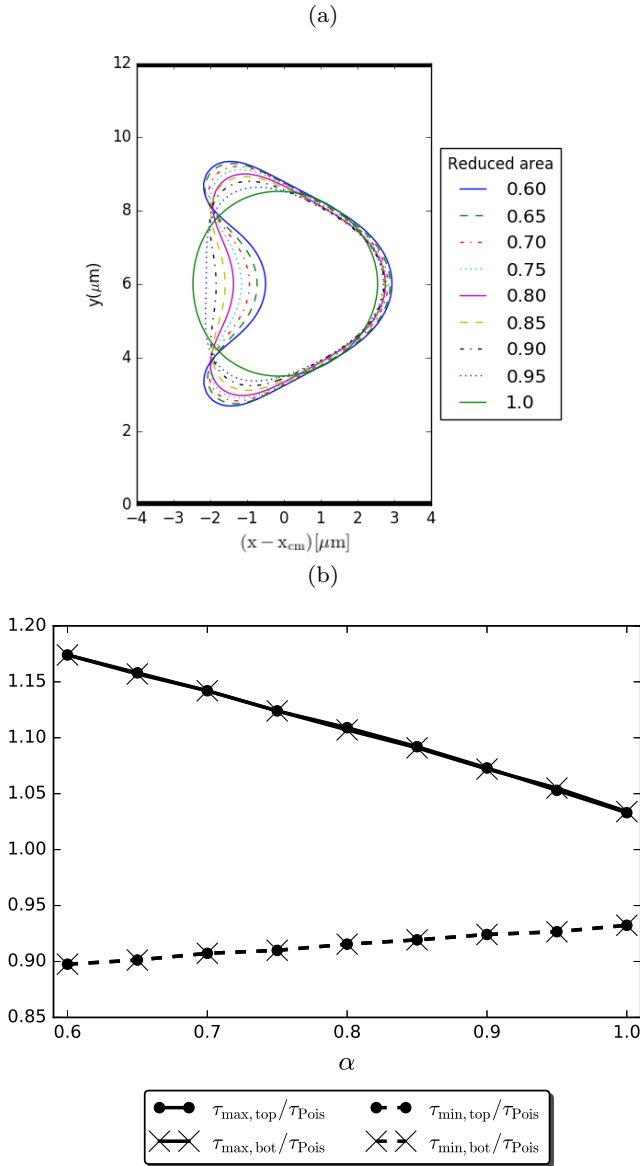 (a)
12
10
8
6
4
2
0
y(μm)
−4 −3 −2 −1 0 1 2 3 4
(x − x_cm)[μm]
Reduced area
0.60
0.65
0.70
0.75
0.80
0.85
0.90
0.95
1.0
(b)
1.20
1.15
1.10
1.05
1.00
0.95
0.90
0.85
0.6 0.7 0.8 0.9 1.0
α
τ_max,top/τ_Pois τ_min,top/τ_Pois
τ_max,bot/τ_Pois τ_min,bot/τ_Pois